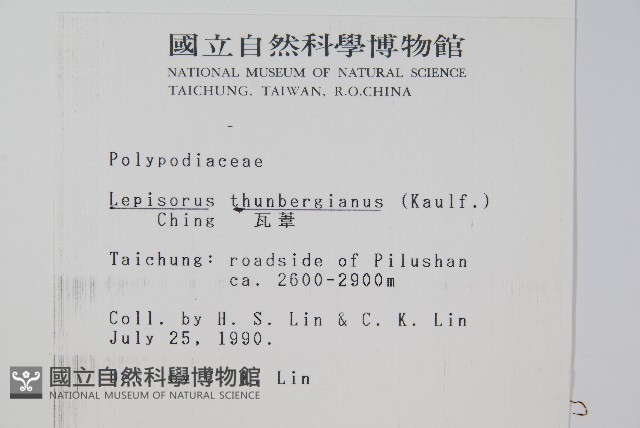 國立自然科學博物館
NATIONAL MUSEUM OF NATURAL SCIENCE
TAICHUNG, TAIWAN, R.O.CHINA
Polypodiaceae
Lepisorus thunbergianus (Kaulf.)
Ching 瓦葦
Taichung: roadside of Pilushan
ca. 2600-2900m
Coll. by H. S. Lin & C. K. Lin
July 25, 1990.
Lin
國立自然科學博物館
NATIONAL MUSEUM OF NATURAL SCIENCE